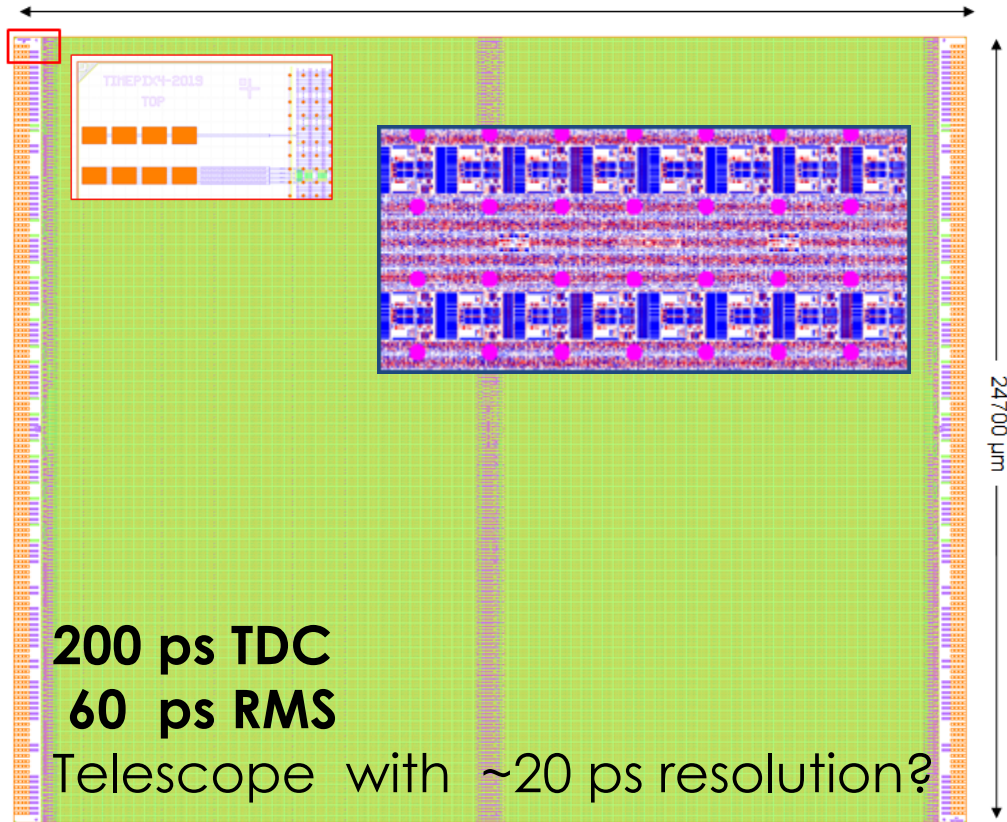 TIMEPIX4-2019
TOP
24700 µm
200 ps TDC
60 ps RMS
Telescope with ~20 ps resolution?